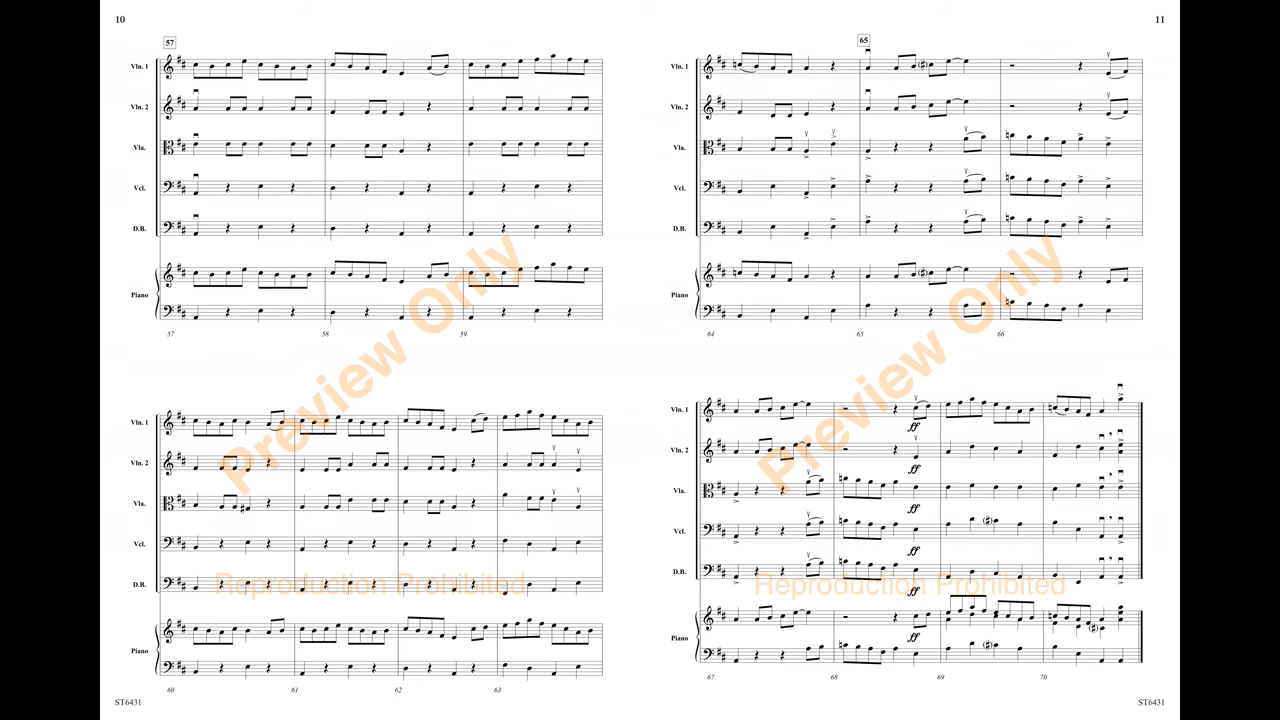 10
57
Vln. 1
Vln. 2
Vla.
Vcl.
D.B.
Piano
57 58 59
Vln. 1
Vln. 2
Vla.
Vcl.
D.B.
Piano
60 61 62 63
ST6431
Preview Only
Reproduction Prohibited
11
65
Vln. 1
Vln. 2
Vla.
Vcl.
D.B.
Piano
64 65 66
Vln. 1
ff
Vln. 2
ff
Vla.
ff
Vcl.
ff
D.B.
ff
Piano
ff
67 68 69 70
ST6431
Preview Only
Reproduction Prohibited